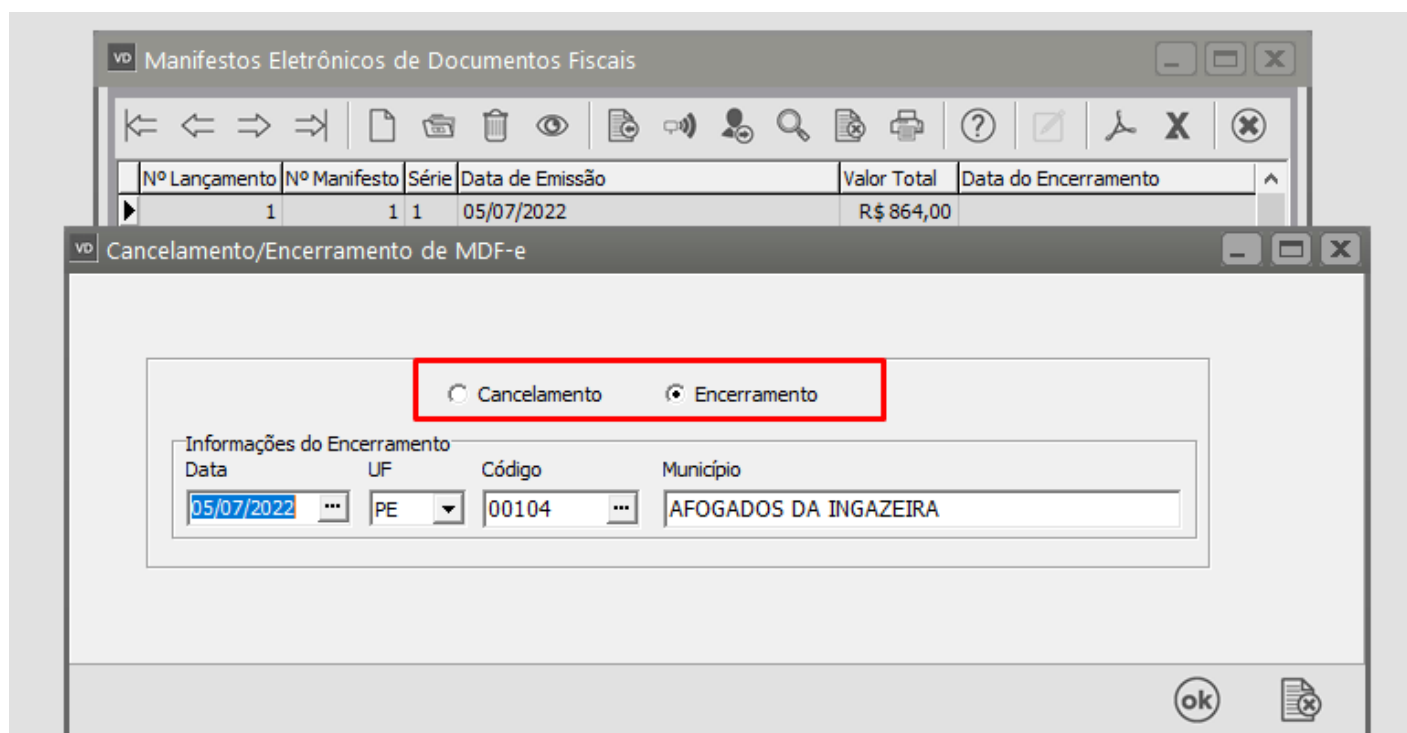 VD Manifestos Eletrônicos de Documentos Fiscais
? X
Nº Lançamento Nº Manifesto Série Data de Emissão Valor Total Data do Encerramento
1 1 1 05/07/2022 R$ 864,00
VD Cancelamento/Encerramento de MDF-e
Cancelamento Encerramento
Informações do Encerramento
Data UF Código Município
05/07/2022 ... PE 00104 ... AFOGADOS DA INGAZEIRA
ok